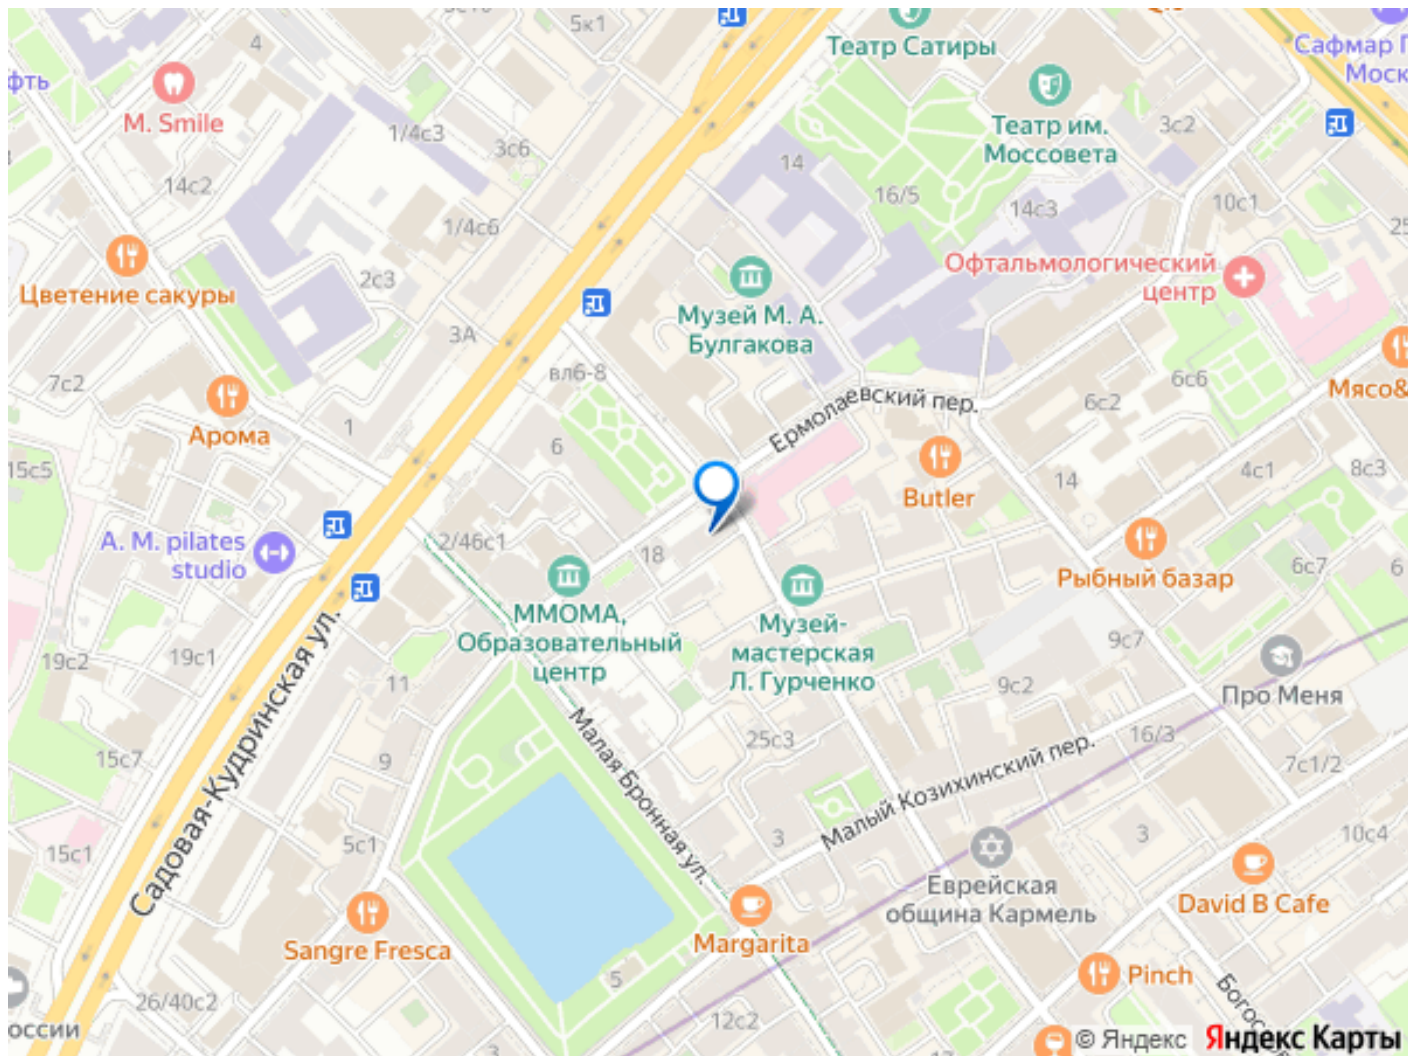 5к1
4
Театр Сатиры
Сафмар
Моск
фть
M. Smile
1/4с3
3с6
Театр им.
Моссовета
3с2
14
14с2
16/5
14с3
10с1
25
1/4с6
2с3
Цветение сакуры
Офтальмологический
центр
Музей М. А.
Булгакова
3А
вл6-8
7с2
6с6
Мясо&
6с2
Арома
1
6
Ермолаевский пер.
15с5
4с1
8с3
14
Butler
A. M. pilates
studio
2/46с1
18
Рыбный базар
6с7
6
ММОМА,
Образовательный
центр
Музей-
мастерская
Л. Гурченко
9с7
19с2
19с1
11
9с2
Про Меня
Садовая-Кудринская ул.
Малая Бронная ул.
25с3
16/3
15с7
9
7с1/2
Малый Козихинский пер.
15с1
5с1
3
3
10с4
Еврейская
община Кармель
David B Cafe
Sangre Fresca
Margarita
5
Pinch
Богос
26/40с2
12с2
оссии
© Яндекс Яндекс Карты